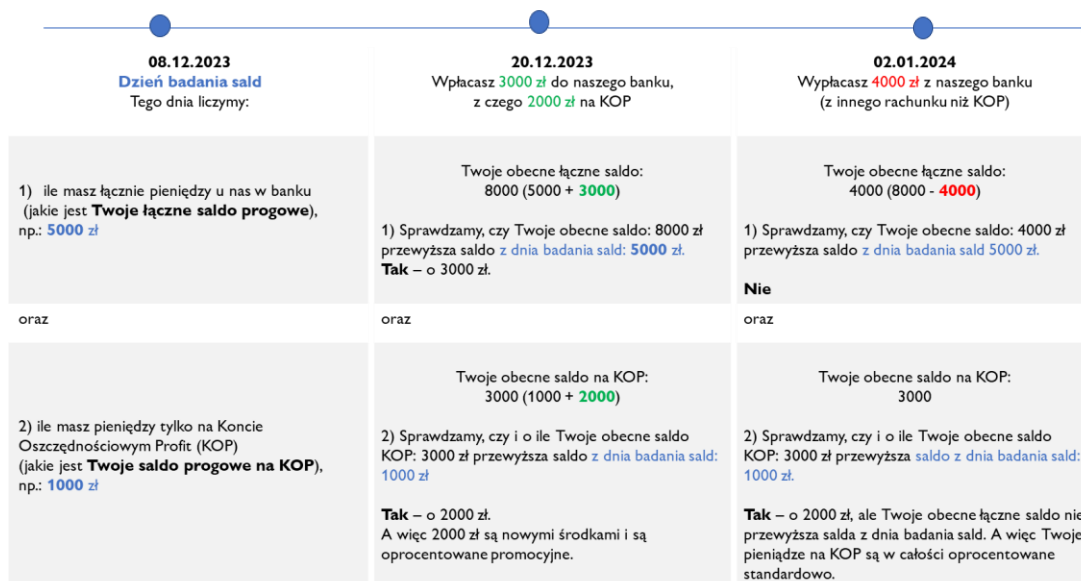 08.12.2023
Dzień badania sald
Tego dnia liczymy:
20.12.2023
Wpłacasz 3000 zł do naszego banku,
z czego 2000 zł na KOP
02.01.2024
Wypłacasz 4000 zł z naszego banku
(z innego rachunku niż KOP)
1) ile masz łącznie pieniędzy u nas w banku
(jakie jest Twoje łączne saldo progowe),
np.: 5000 zł
Twoje obecne łączne saldo:
8000 (5000 + 3000)
1) Sprawdzamy, czy Twoje obecne saldo: 8000 zł
przewyższa saldo z dnia badania sald: 5000 zł.
Tak – o 3000 zł.
Twoje obecne łączne saldo:
4000 (8000 - 4000)
1) Sprawdzamy, czy Twoje obecne saldo: 4000 zł
przewyższa saldo z dnia badania sald 5000 zł.
Nie
oraz
oraz
oraz
2) ile masz pieniędzy tylko na Koncie
Oszczędnościowym Profit (KOP)
(jakie jest Twoje saldo progowe na KOP),
np.: 1000 zł
Twoje obecne saldo na KOP:
3000 (1000 + 2000)
2) Sprawdzamy, czy i o ile Twoje obecne saldo
KOP: 3000 zł przewyższa saldo z dnia badania sald:
1000 zł
Tak – o 2000 zł.
A więc 2000 zł są nowymi środkami i są
oprocentowane promocyjne.
Twoje obecne saldo na KOP:
3000
2) Sprawdzamy, czy i o ile Twoje obecne saldo
KOP: 3000 zł przewyższa saldo z dnia badania sald:
1000 zł.
Tak – o 2000 zł, ale Twoje obecne łączne saldo nie
przewyższa salda z dnia badania sald. A więc Twoje
pieniądze na KOP są w całości oprocentowane
standardowo.